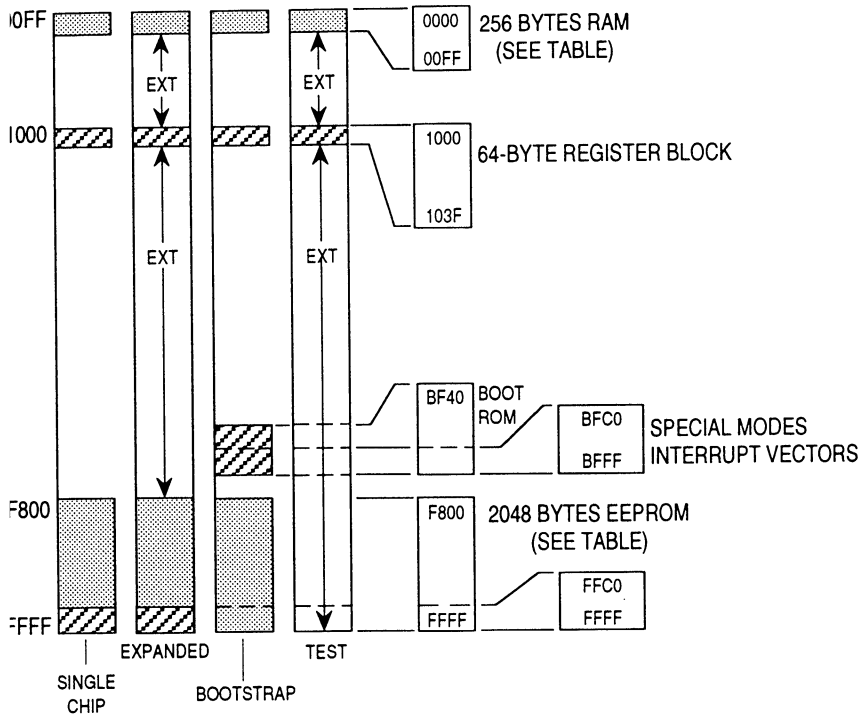 00FF
0000
256 BYTES RAM
00FF
(SEE TABLE)
EXT
EXT
1000
1000
64-BYTE REGISTER BLOCK
103F
EXT
EXT
BF40
BOOT
ROM
BFC0
SPECIAL MODES
BFFF
INTERRUPT VECTORS
F800
F800
2048 BYTES EEPROM
(SEE TABLE)
FFC0
FFFF
FFFF
FFFF
EXPANDED
TEST
SINGLE
CHIP
BOOTSTRAP